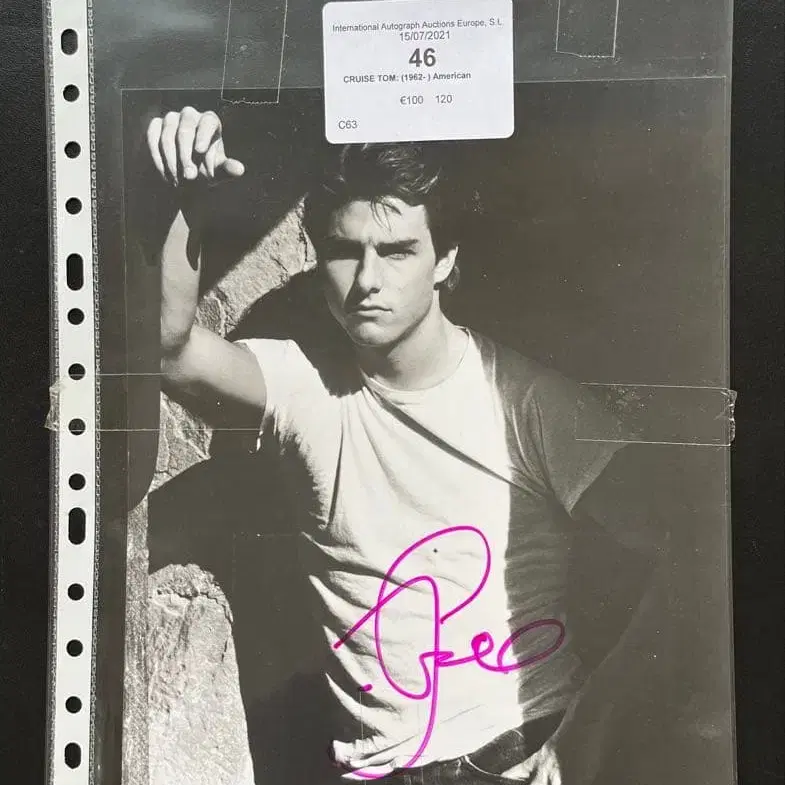 International Autograph Auctions Europe, S.L.
15/07/2021
46
CRUISE TOM: (1962- ) American
€100 120
C63